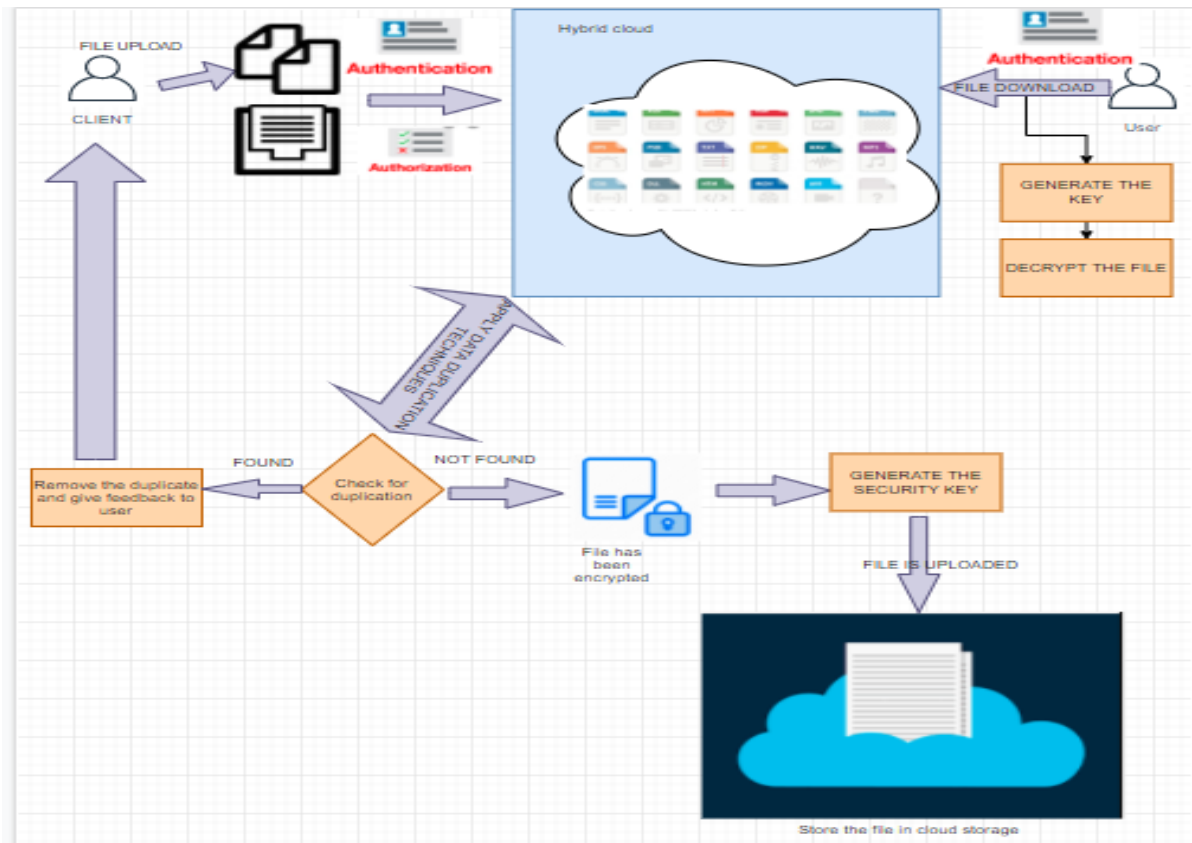 FILE UPLOAD
CLIENT
Authentication
Authorization
Hybrid cloud
Authentication
FILE DOWNLOAD
User
GENERATE THE
KEY
DECRYPT THE FILE
APPLY DATA DUPLICATION
TECHNIQUES
FOUND
NOT FOUND
Remove the duplicate
and give feedback to
user
Check for
duplication
File has
been
encrypted
GENERATE THE
SECURITY KEY
FILE IS UPLOADED
Store the file in cloud storage